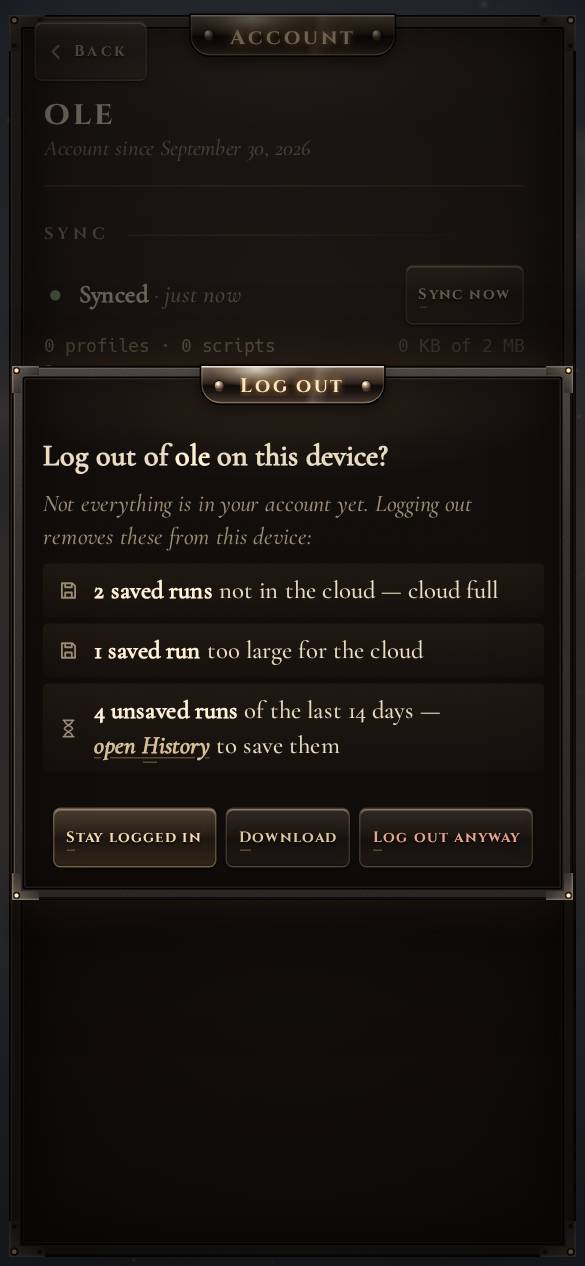 Account
Back
OLE
Account since September 30, 2026
SYNC
Synced · just now
Sync now
0 profiles · 0 scripts
0 KB of 2 MB
Log out
Log out of ole on this device?
Not everything is in your account yet. Logging out
removes these from this device:
2 saved runs not in the cloud — cloud full
1 saved run too large for the cloud
4 unsaved runs of the last 14 days —
open History to save them
Stay logged in
Download
Log out anyway